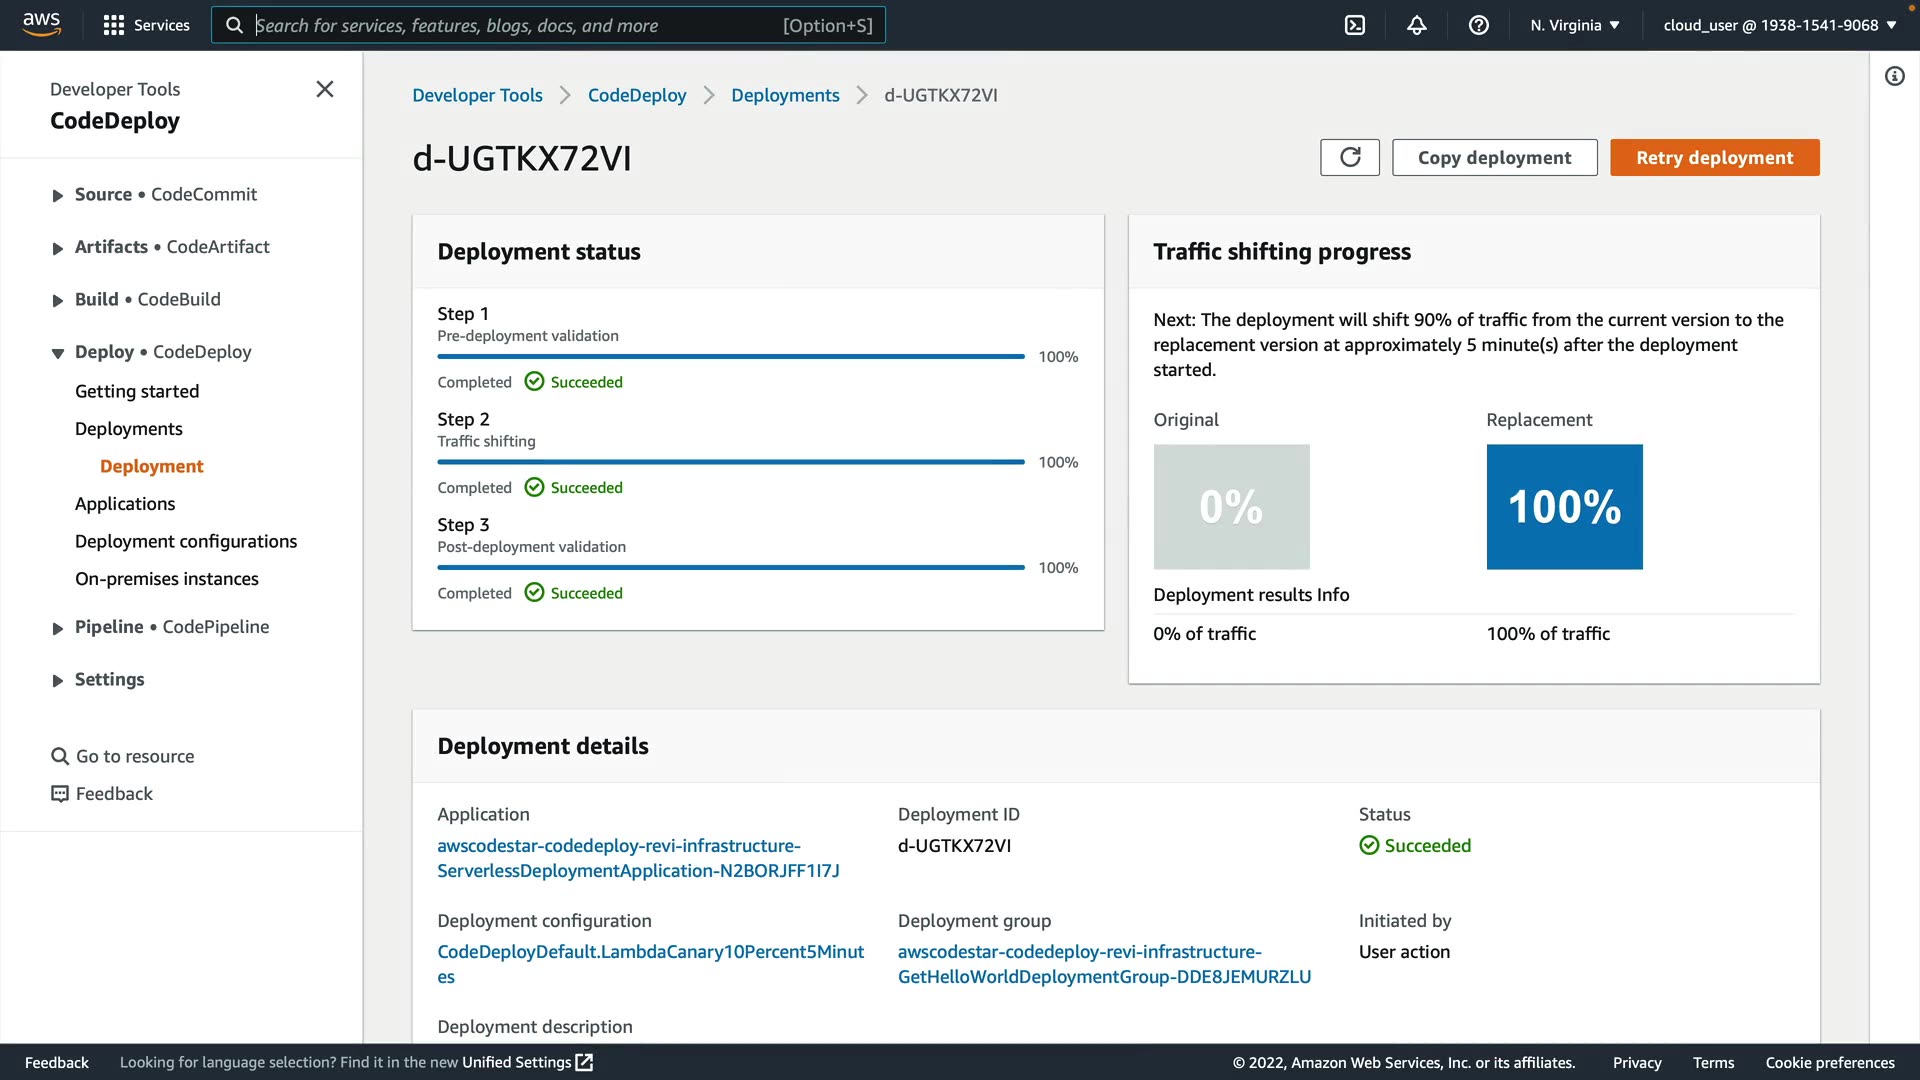 aws
Services
Search for services, features, blogs, docs, and more
[Option+S]
N. Virginia
cloud_user @ 1938-1541-9068
Developer Tools
CodeDeploy
Source • CodeCommit
Artifacts • CodeArtifact
Build • CodeBuild
Deploy • CodeDeploy
Getting started
Deployments
Deployment
Applications
Deployment configurations
On-premises instances
Pipeline • CodePipeline
Settings
Go to resource
Feedback
Developer Tools
CodeDeploy
Deployments
d-UGTKX72VI
d-UGTKX72VI
Copy deployment
Retry deployment
Deployment status
Step 1
Pre-deployment validation
100%
Completed
Succeeded
Step 2
Traffic shifting
100%
Completed
Succeeded
Step 3
Post-deployment validation
100%
Completed
Succeeded
Traffic shifting progress
Next: The deployment will shift 90% of traffic from the current version to the
replacement version at approximately 5 minute(s) after the deployment
started.
Original
Replacement
0%
100%
Deployment results Info
0% of traffic
100% of traffic
Deployment details
Application
awscodestar-codedeploy-revi-infrastructure-
ServerlessDeploymentApplication-N2BORJFF1I7J
Deployment ID
d-UGTKX72VI
Status
Succeeded
Deployment configuration
CodeDeployDefault.LambdaCanary10Percent5Minut
es
Deployment group
awscodestar-codedeploy-revi-infrastructure-
GetHelloWorldDeploymentGroup-DDE8JEMURZLU
Initiated by
User action
Deployment description
Feedback
Looking for language selection? Find it in the new Unified Settings
© 2022, Amazon Web Services, Inc. or its affiliates.
Privacy
Terms
Cookie preferences